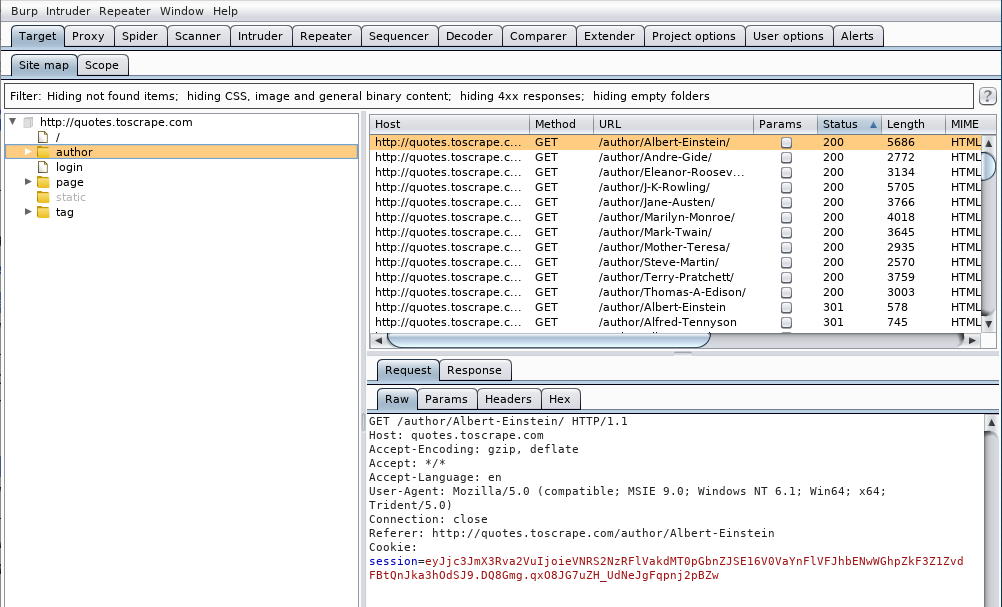 Burp Intruder Repeater Window Help
Target Proxy Spider Scanner Intruder Repeater Sequencer Decoder Comparer Extender Project options User options Alerts
Site map Scope
Filter: Hiding not found items; hiding CSS, image and general binary content; hiding 4xx responses; hiding empty folders ?
http://quotes.toscrape.com
/
author
login
page
static
tag
Host Method URL Params Status Length MIME
http://quotes.toscrape.c... GET /author/Albert-Einstein/ 200 5686 HTML
http://quotes.toscrape.c... GET /author/Andre-Gide/ 200 2772 HTML
http://quotes.toscrape.c... GET /author/Eleanor-Roosev... 200 3134 HTML
http://quotes.toscrape.c... GET /author/J-K-Rowling/ 200 5705 HTML
http://quotes.toscrape.c... GET /author/Jane-Austen/ 200 3766 HTML
http://quotes.toscrape.c... GET /author/Marilyn-Monroe/ 200 4018 HTML
http://quotes.toscrape.c... GET /author/Mark-Twain/ 200 3645 HTML
http://quotes.toscrape.c... GET /author/Mother-Teresa/ 200 2935 HTML
http://quotes.toscrape.c... GET /author/Steve-Martin/ 200 2570 HTML
http://quotes.toscrape.c... GET /author/Terry-Pratchett/ 200 3759 HTML
http://quotes.toscrape.c... GET /author/Thomas-A-Edison/ 200 3003 HTML
http://quotes.toscrape.c... GET /author/Albert-Einstein 301 578 HTML
http://quotes.toscrape.c... GET /author/Alfred-Tennyson 301 745 HTML
Request Response
Raw Params Headers Hex
GET /author/Albert-Einstein/ HTTP/1.1
Host: quotes.toscrape.com
Accept-Encoding: gzip, deflate
Accept: */*
Accept-Language: en
User-Agent: Mozilla/5.0 (compatible; MSIE 9.0; Windows NT 6.1; Win64; x64;
Trident/5.0)
Connection: close
Referer: http://quotes.toscrape.com/author/Albert-Einstein
Cookie:
session=eyJjc3JmX3Rva2VuIjoieVNRS2NzRFlVakdMT0pGbnZJSE16V0VaYnFlVFJhbENwWGhpZkF3Z1Zvd
FBtQnJka3hOdSJ9.DQ8Gmg.qxO8JG7uZH_UdNeJgFqpnj2pBZw